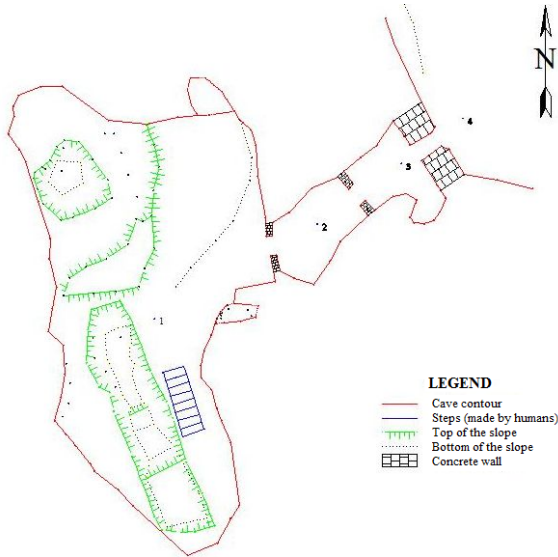 N
4
3
2
1
LEGEND
Cave contour
Steps (made by humans)
Top of the slope
Bottom of the slope
Concrete wall